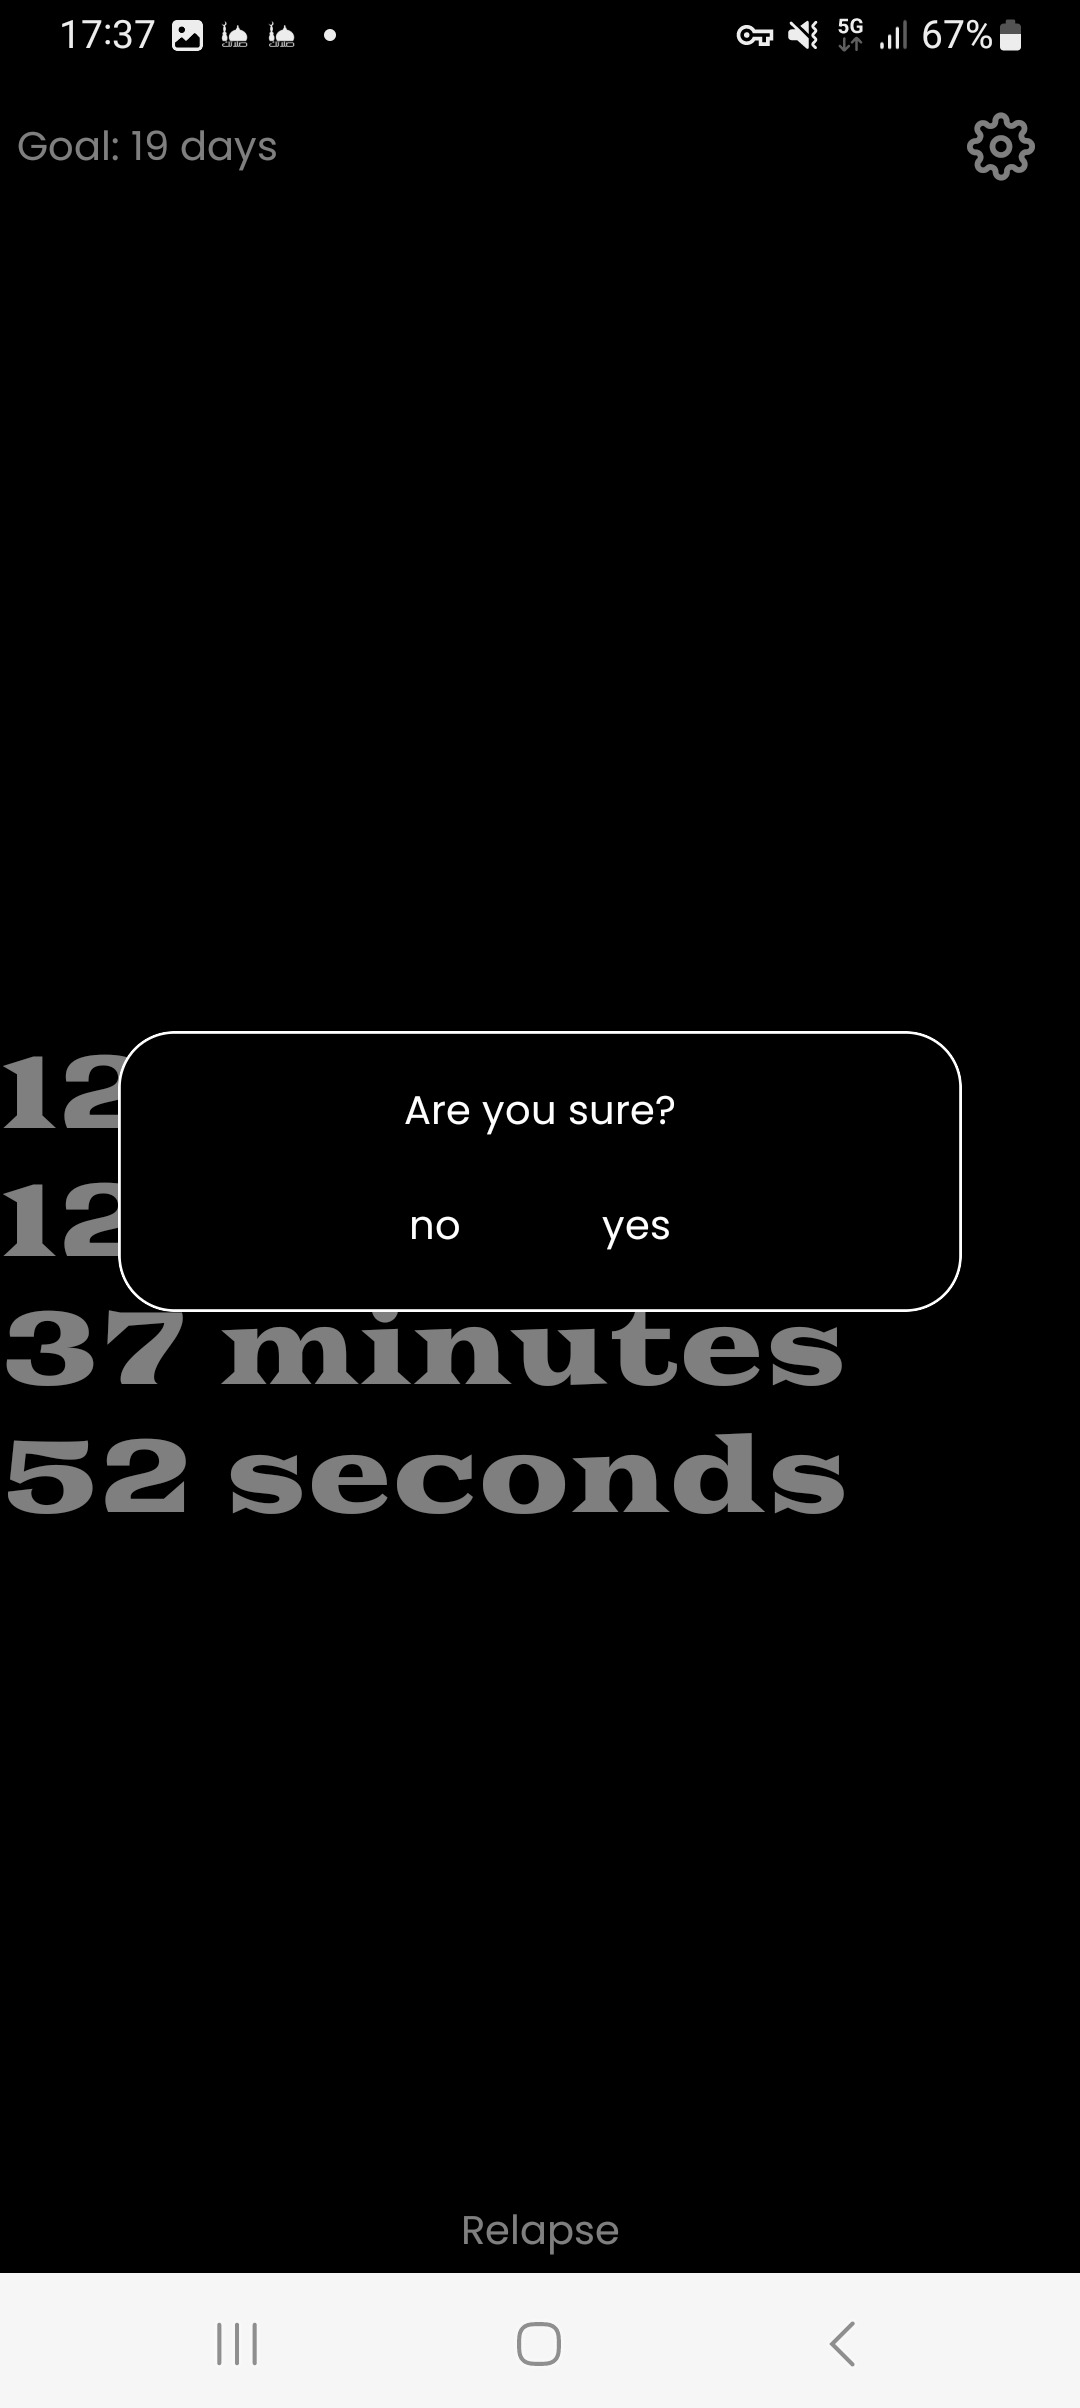 17:37 5G 67%
Goal: 19 days
12
Are you sure?
12
no yes
37 minutes
52 seconds
Relapse